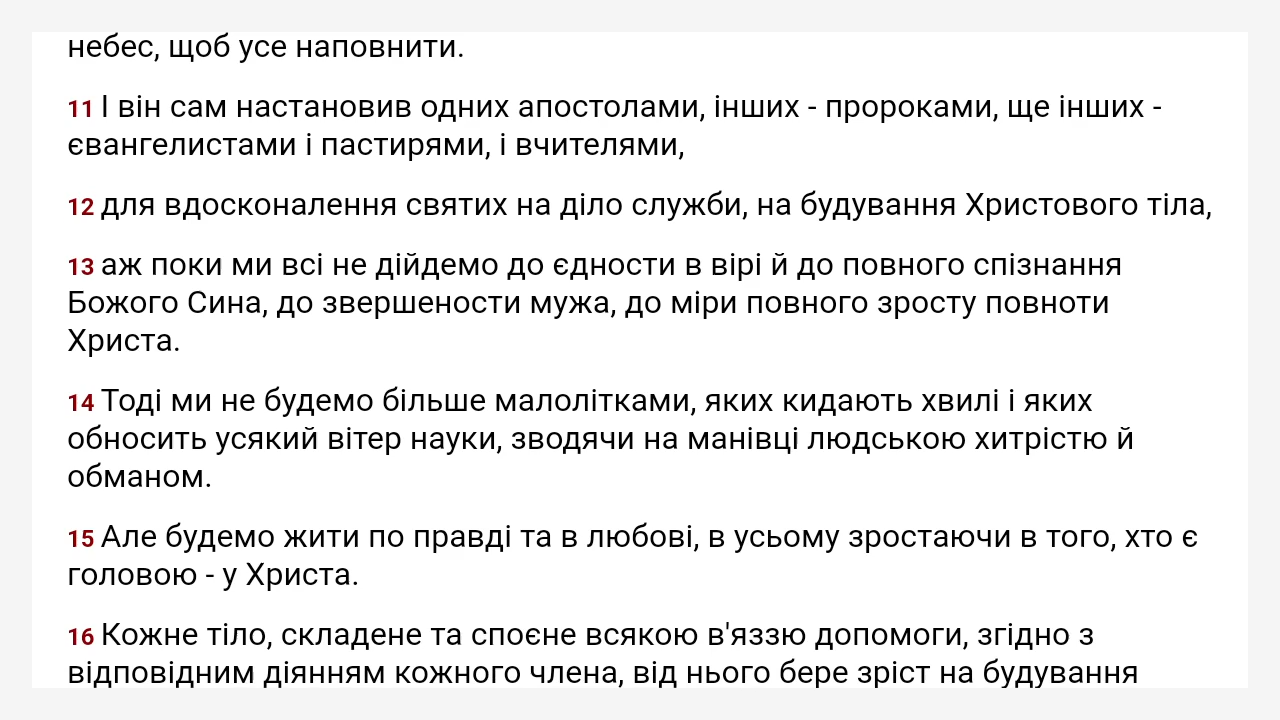 небес, щоб усе наповнити.
11 І він сам настановив одних апостолами, інших - пророками, ще інших -
євангелистами і пастирями, і вчителями,
12 для вдосконалення святих на діло служби, на будування Христового тіла,
13 аж поки ми всі не дійдемо до єдности в вірі й до повного спізнання
Божого Сина, до звершености мужа, до міри повного зросту повноти
Христа.
14 Тоді ми не будемо більше малолітками, яких кидають хвилі і яких
обносить усякий вітер науки, зводячи на манівці людською хитрістю й
обманом.
15 Але будемо жити по правді та в любові, в усьому зростаючи в того, хто є
головою - у Христа.
16 Кожне тіло, складене та споєне всякою в'яззю допомоги, згідно з
відповідним діянням кожного члена, від нього бере зріст на будування